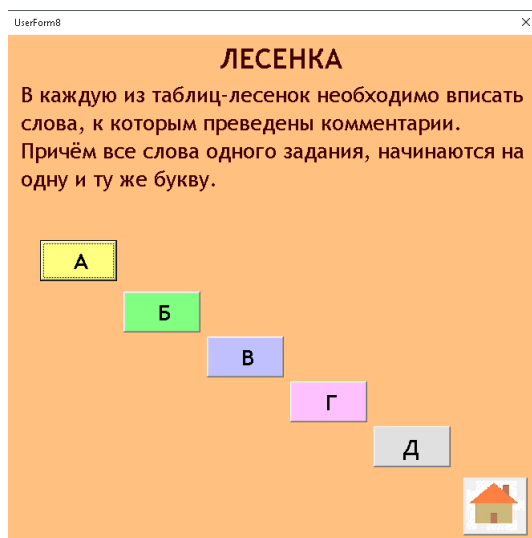 UserForm8
ЛЕСЕНКА
В каждую из таблиц-лесенок необходимо вписать
слова, к которым преведены комментарии.
Причём все слова одного задания, начинаются на
одну и ту же букву.
А
Б
В
Г
Д